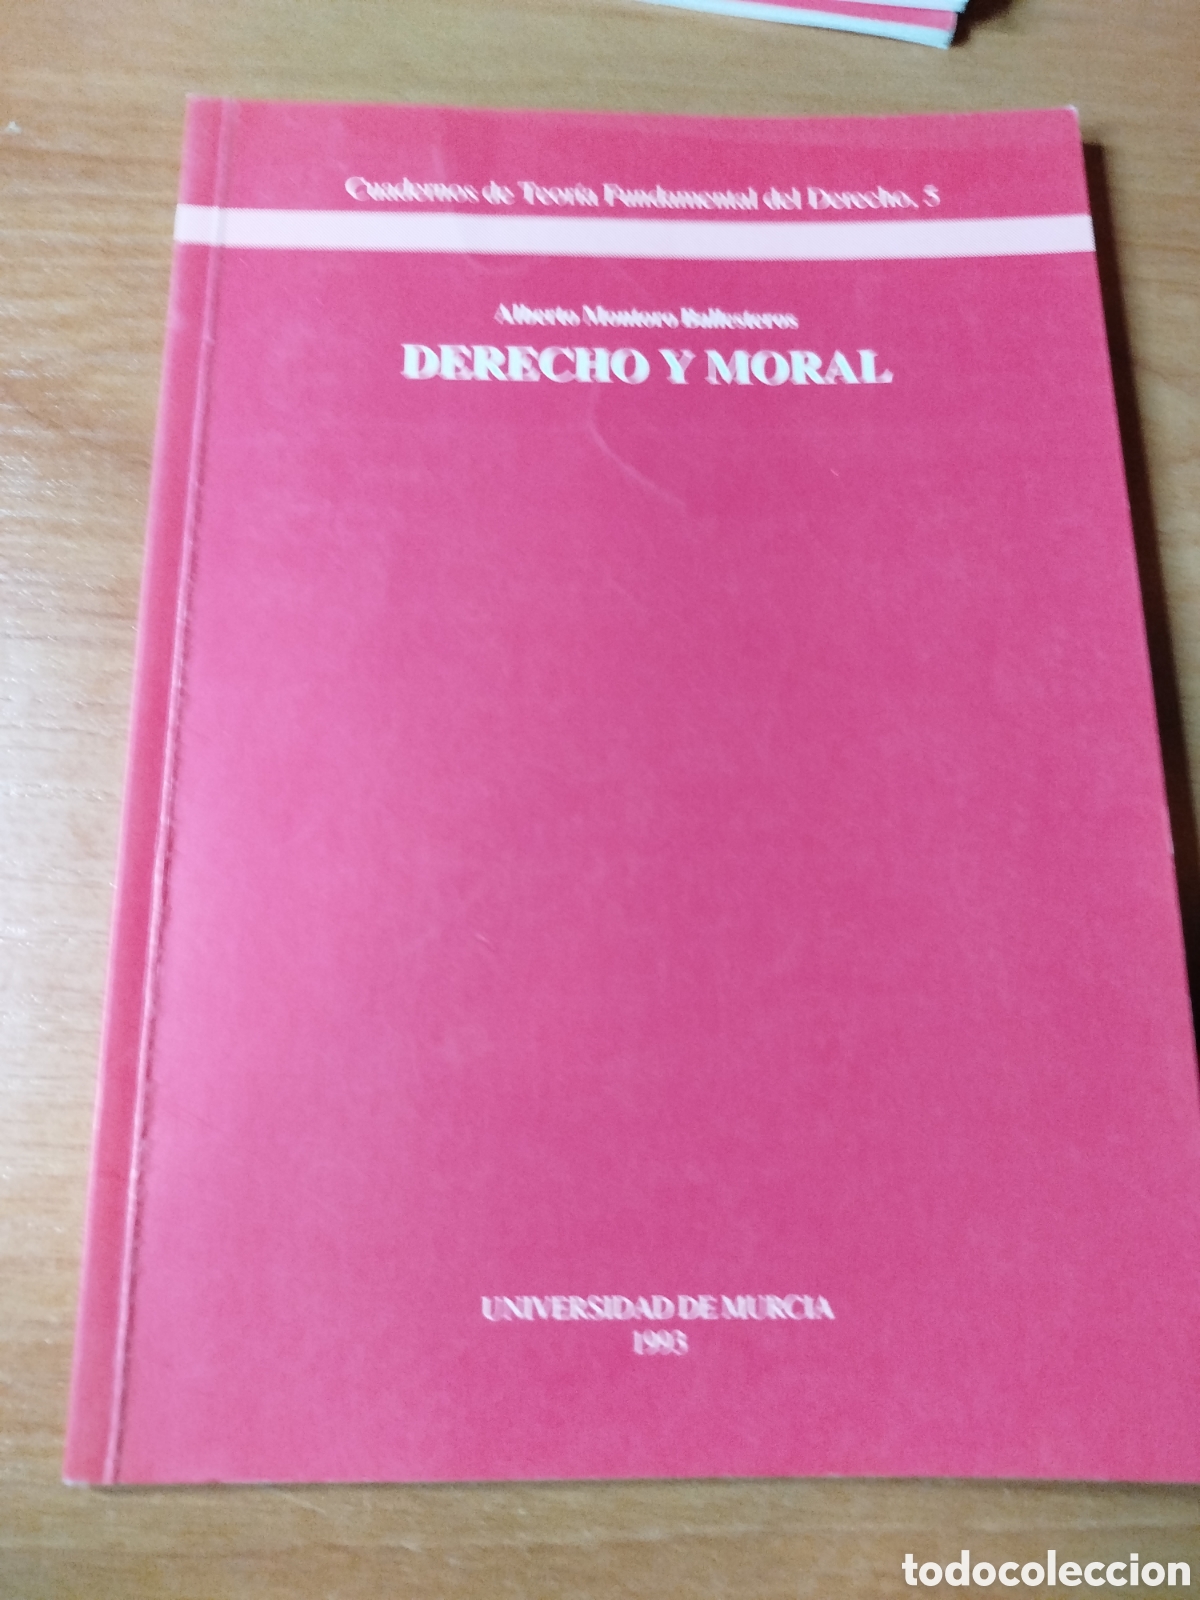 Cuadernos de Teoría Fundamental del Derecho, 5
Alberto Montoro Ballesteros
DERECHO Y MORAL
UNIVERSIDAD DE MURCIA
1993
todocoleccion